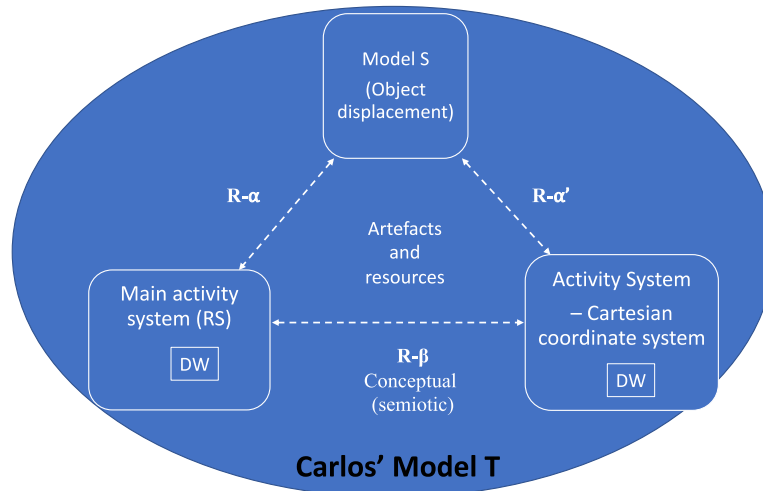 Model S
(Object
displacement)
R-α
R-α’
Artefacts
and
resources
Main activity
system (RS)
DW
Activity System
– Cartesian
coordinate system
DW
R-β
Conceptual
(semiotic)
Carlos’ Model T